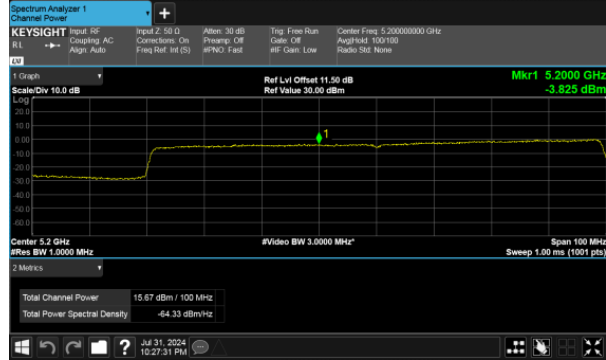 Spectrum Analyzer 1
Channel Power
+
KEYSIGHT
RL
Input: RF
Coupling: AC
Align: Auto
Input Z: 50 Ω
Corrections: On
Freq Ref: Int (S)
Atten: 30 dB
Preamp: Off
#PNO: Fast
Trig: Free Run
Gate: Off
#IF Gain: Low
Center Freq: 5.200000000 GHz
Avg|Hold: 100/100
Radio Std: None
1 Graph
Scale/Div 10.0 dB
Ref Lvl Offset 11.50 dB
Ref Value 30.00 dBm
Mkr1 5.2000 GHz
-3.825 dBm
Log
20.0
10.0
0.00
-10.0
-20.0
-30.0
-40.0
-50.0
-60.0
1
Center 5.2 GHz
#Res BW 1.0000 MHz
#Video BW 3.0000 MHz*
Span 100 MHz
Sweep 1.00 ms (1001 pts)
2 Metrics
Total Channel Power 15.67 dBm / 100 MHz
Total Power Spectral Density -64.33 dBm/Hz
?
Jul 31, 2024
10:27:31 PM